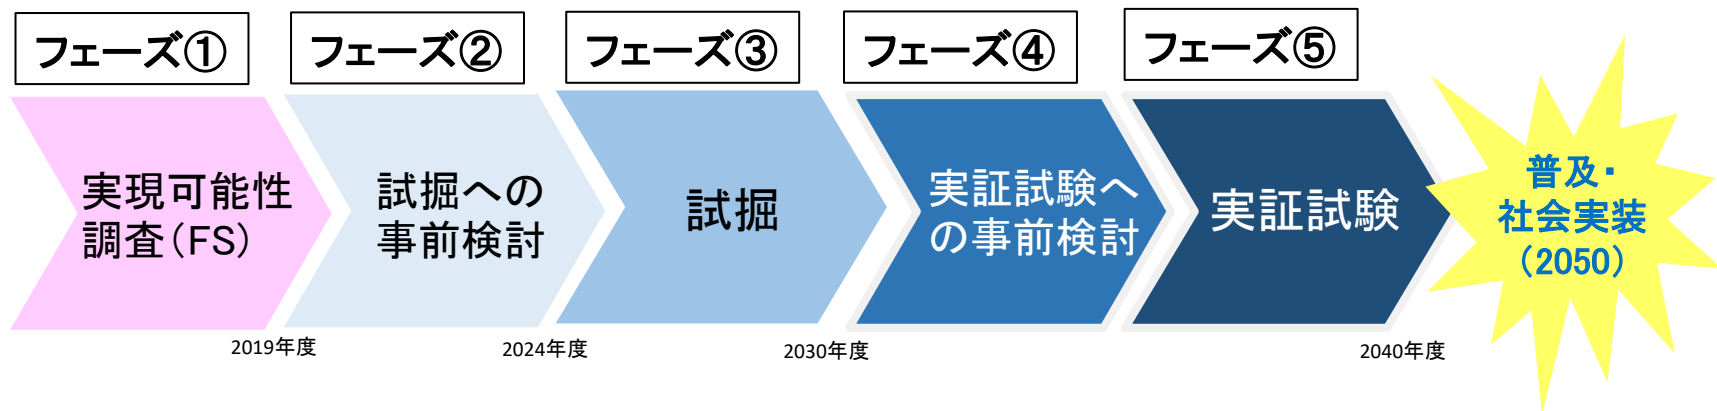 フェーズ①
フェーズ②
フェーズ③
フェーズ④
フェーズ⑤
実現可能性
調査(FS)
試掘への
事前検討
試掘
実証試験へ
の事前検討
実証試験
普及・
社会実装
(2050)
2019年度
2024年度
2030年度
2040年度